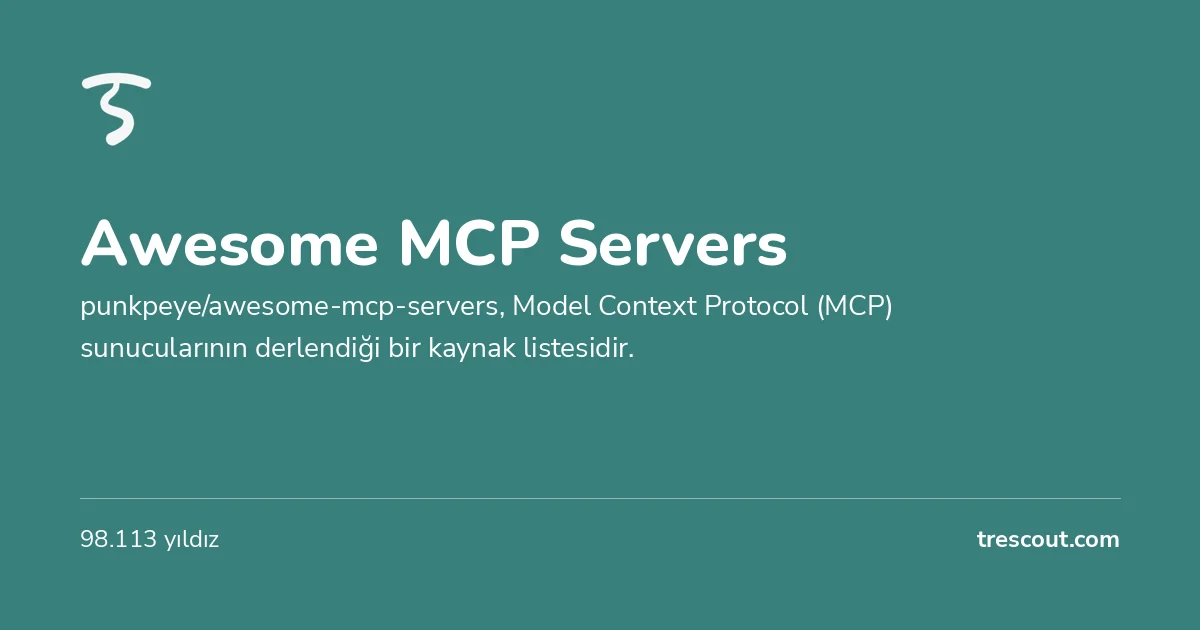 Awesome MCP Servers
punkpeye/awesome-mcp-servers, Model Context Protocol (MCP)
sunucularının derlendiği bir kaynak listesidir.
98.113 yıldız
trescout.com